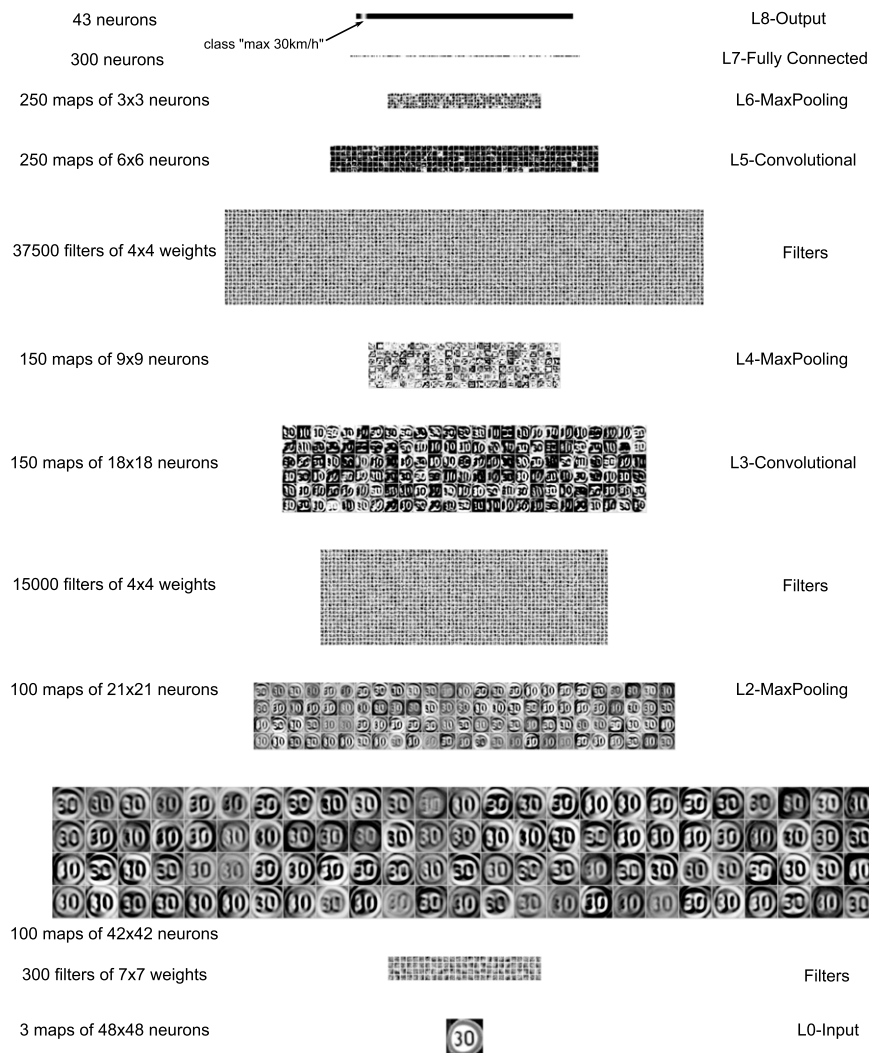 43 neurons
L8-Output
class "max 30km/h"
300 neurons
L7-Fully Connected
250 maps of 3x3 neurons
L6-MaxPooling
250 maps of 6x6 neurons
L5-Convolutional
37500 filters of 4x4 weights
Filters
150 maps of 9x9 neurons
L4-MaxPooling
150 maps of 18x18 neurons
L3-Convolutional
15000 filters of 4x4 weights
Filters
100 maps of 21x21 neurons
L2-MaxPooling
100 maps of 42x42 neurons
300 filters of 7x7 weights
Filters
3 maps of 48x48 neurons
30
L0-Input